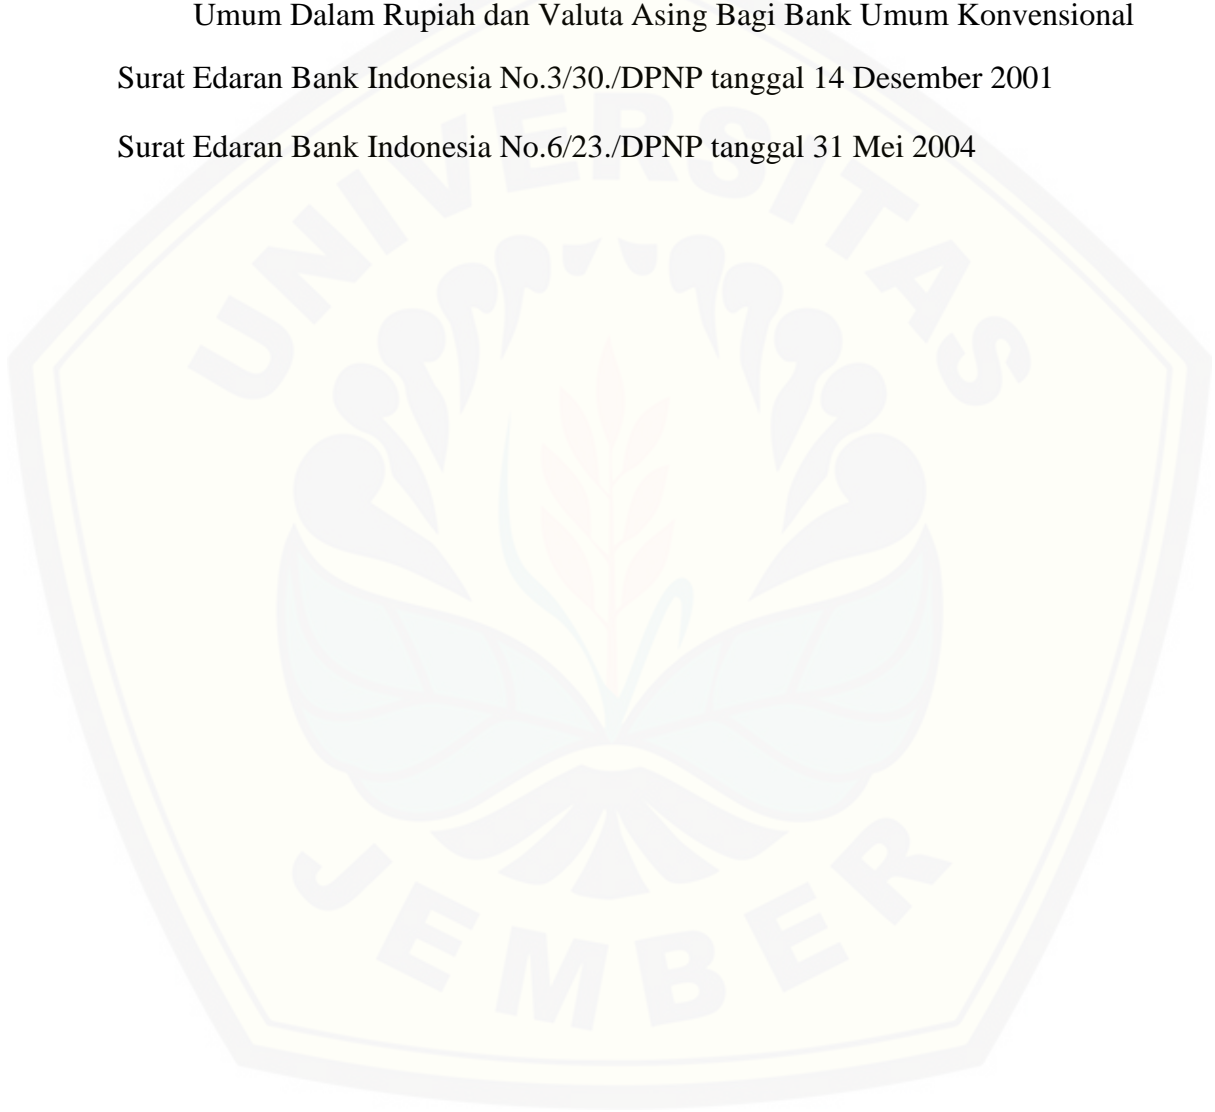 Umum Dalam Rupiah dan Valuta Asing Bagi Bank Umum Konvensional
Surat Edaran Bank Indonesia No.3/30./DPNP tanggal 14 Desember 2001
Surat Edaran Bank Indonesia No.6/23./DPNP tanggal 31 Mei 2004
UNIVERSITAS
JEMBER